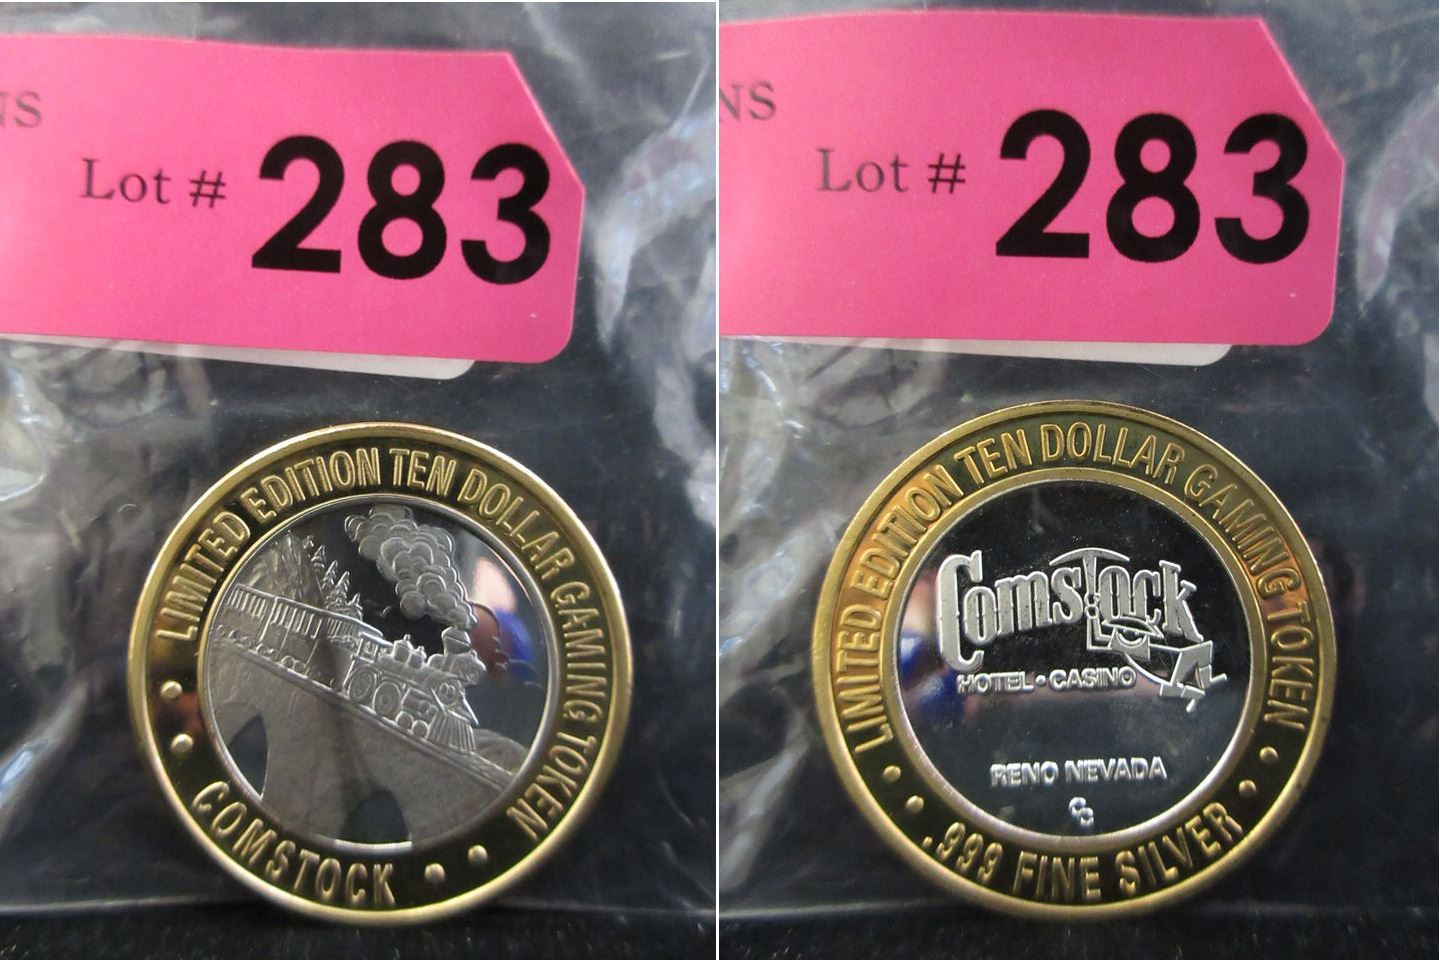 NS
Lot # 283
LIMITED EDITION TEN DOLLAR GAMING TOKEN
COMSTOCK
NS
Lot # 283
LIMITED EDITION TEN DOLLAR GAMING TOKEN
Comstock
HOTEL • CASINO
RENO NEVADA
CC
.999 FINE SILVER